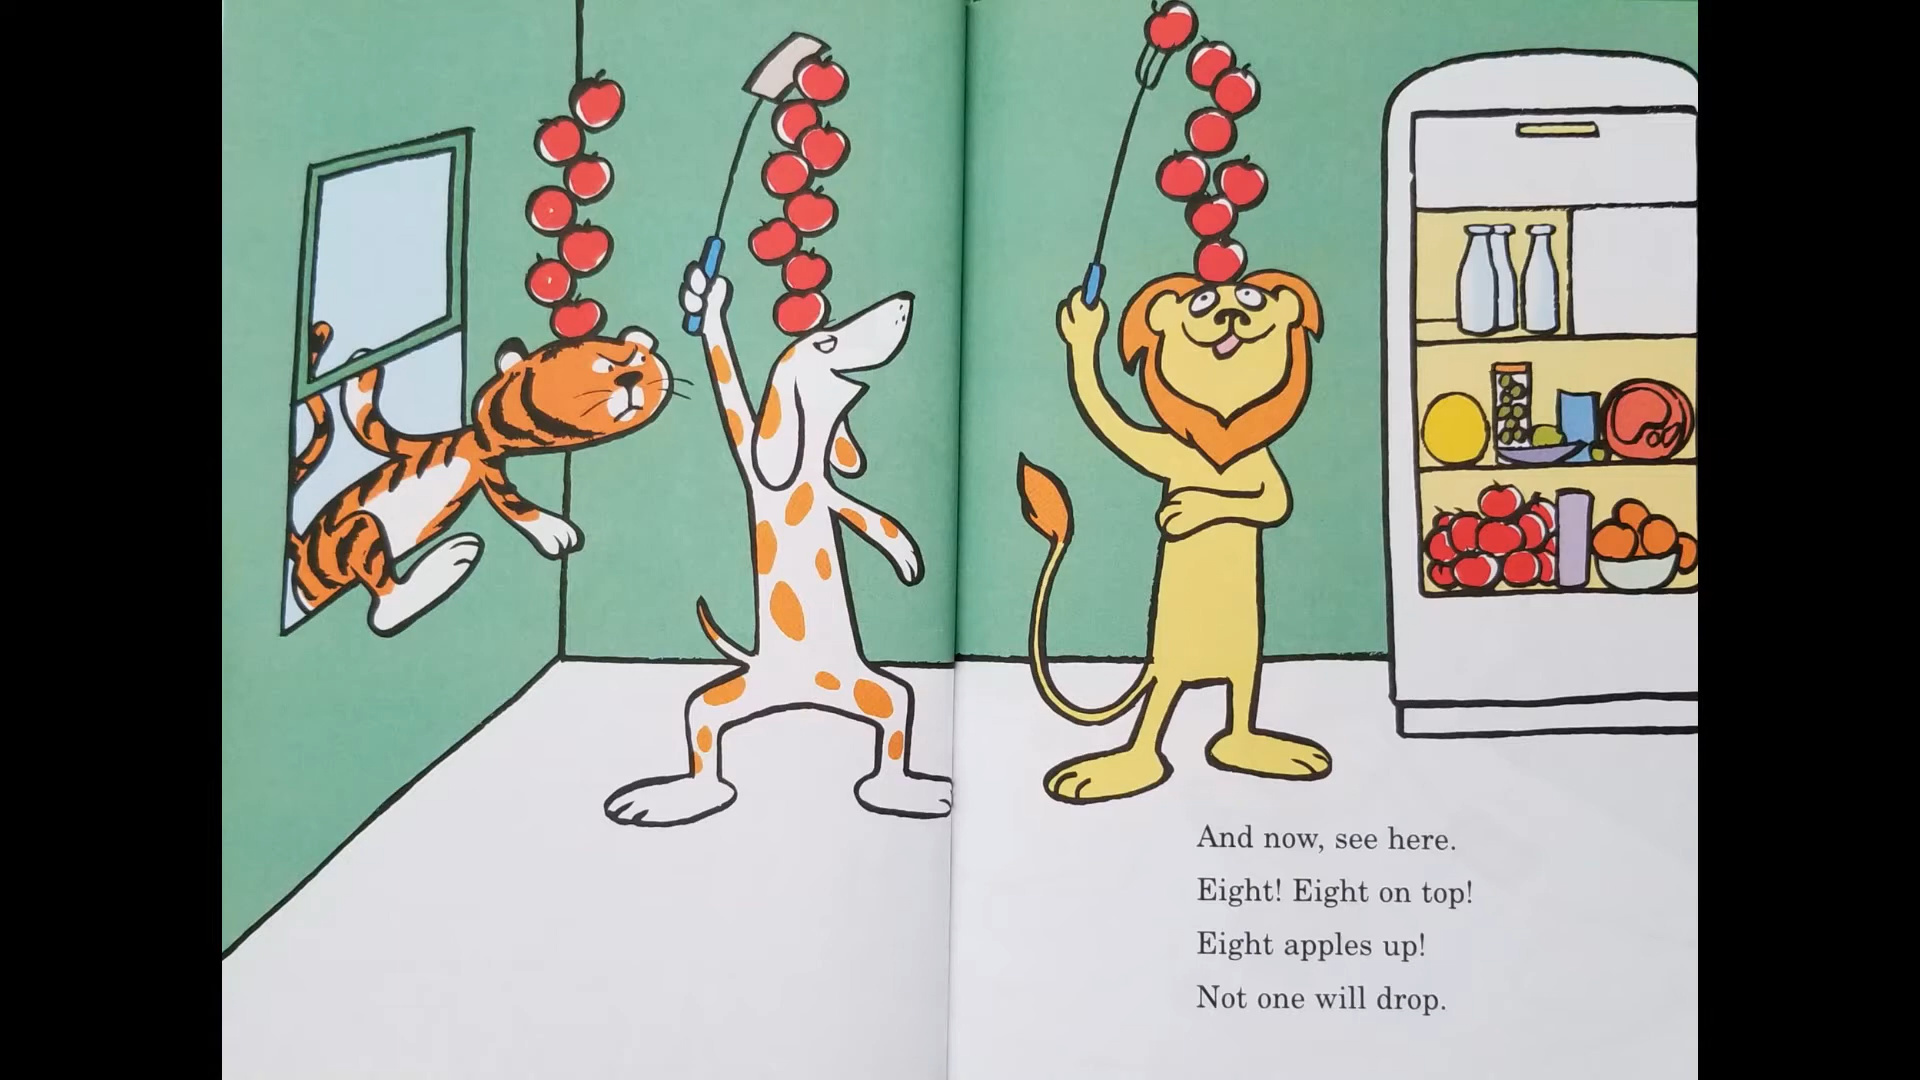 And now, see here.
Eight! Eight on top!
Eight apples up!
Not one will drop.